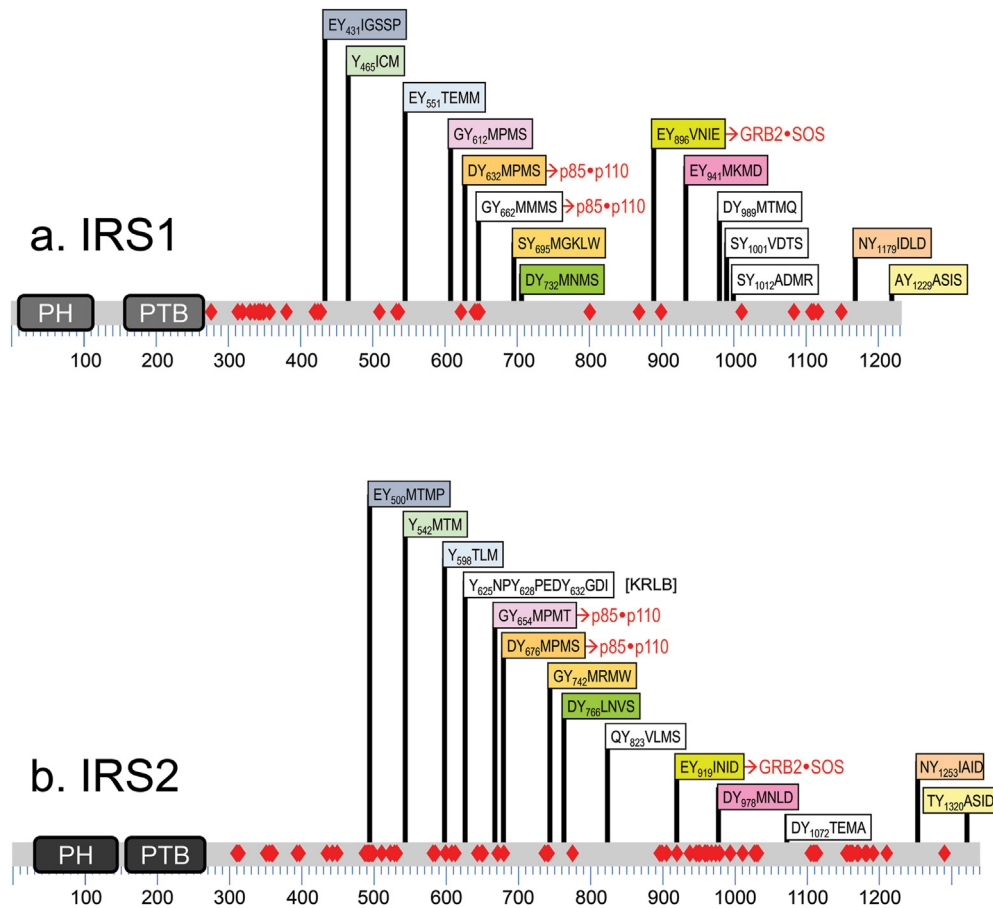 EY431IGSSP
Y465ICM
EY551TEMM
GY612MPMS
EY896VNIE→GRB2•SOS
DY632MPMS→p85•p110
EY941MKMD
GY662MMMS→p85•p110
DY989MTMQ
a. IRS1
SY695MGKLW
SY1001VDTS
NY1179IDLD
DY732MNMS
SY1012ADMR
AY1229ASIS
PH PTB
100 200 300 400 500 600 700 800 900 1000 1100 1200
EY500MTMP
Y542MTM
Y598TLM
Y625NPY628PEDY632GDI [KRLB]
GY654MPMT→p85•p110
DY676MPMS→p85•p110
GY742MRMW
DY766LNVS
QY823VLMS
b. IRS2
EY919INID→GRB2•SOS
NY1253IAID
DY978MNLD
TY1320ASID
DY1072TEMA
PH PTB
100 200 300 400 500 600 700 800 900 1000 1100 1200